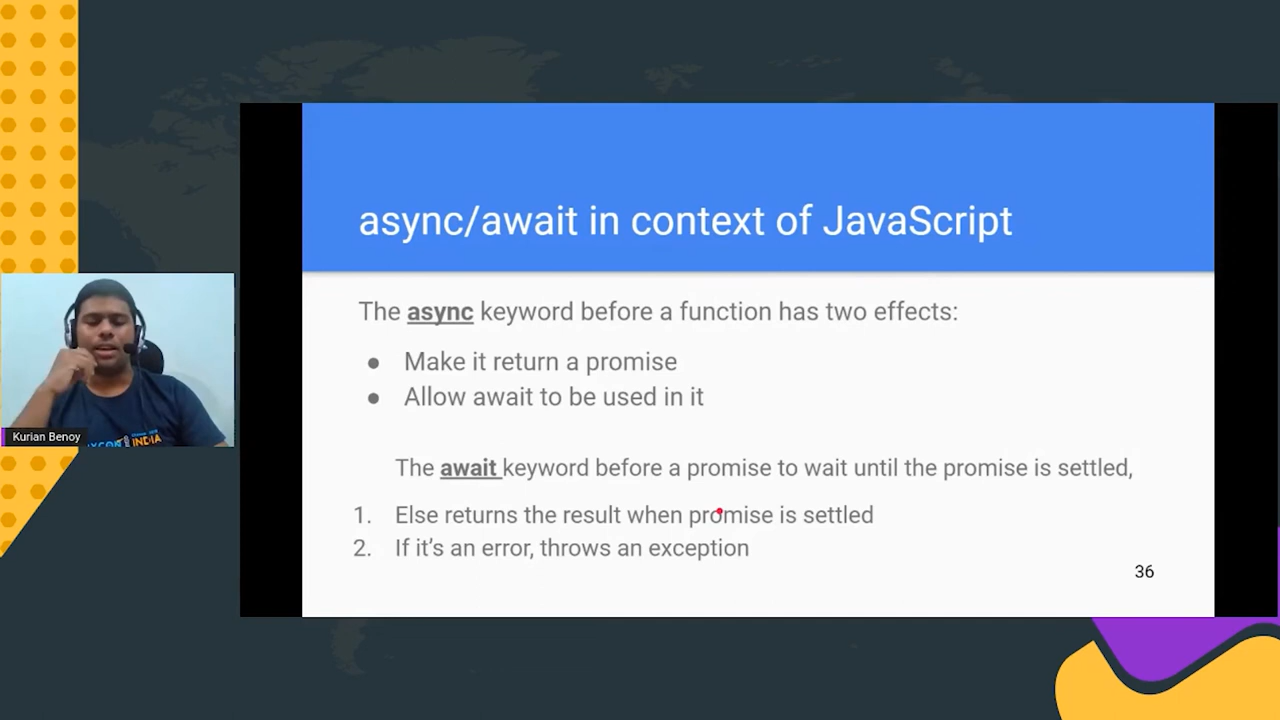 async/await in context of JavaScript
The async keyword before a function has two effects:
● Make it return a promise
● Allow await to be used in it
The await keyword before a promise to wait until the promise is settled,
1. Else returns the result when promise is settled
2. If it's an error, throws an exception
36
Kurian Benoy
INDIA